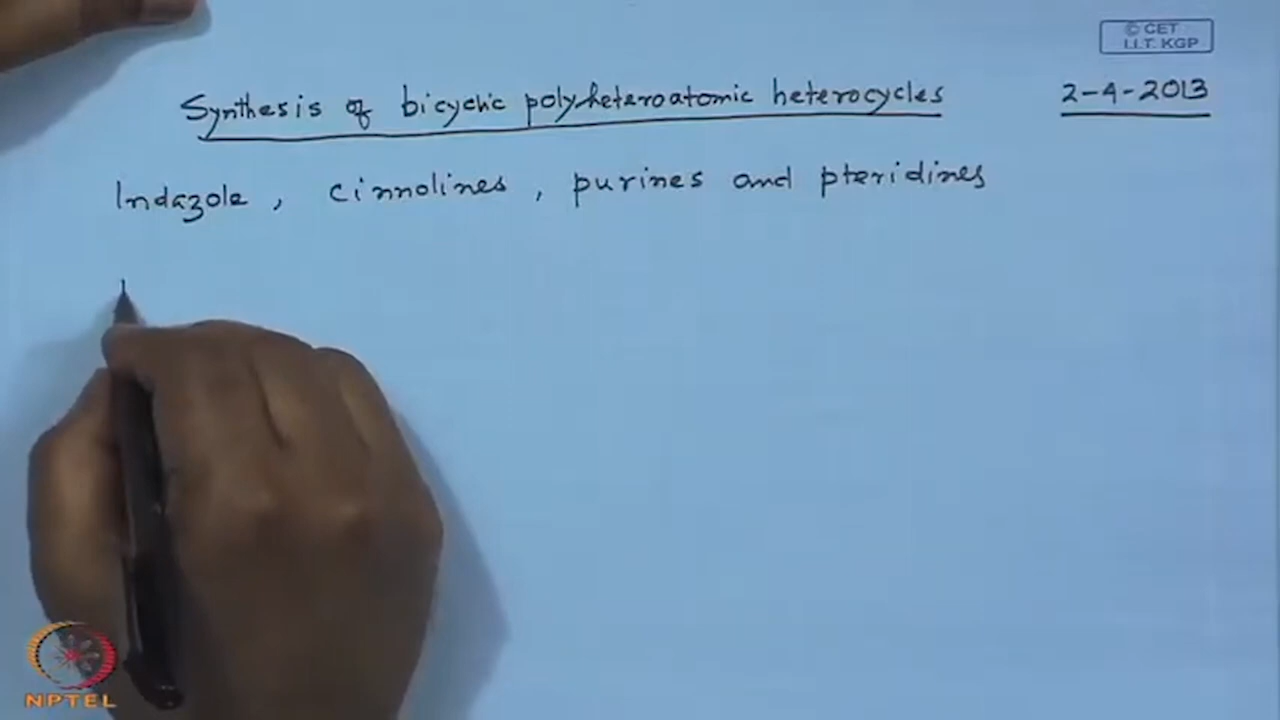 © CET
I.I.T. KGP
Synthesis of bicyclic polyheteroatomic heterocycles 2-4-2013
Indazole, cinnolines, purines and pteridines
NPTEL